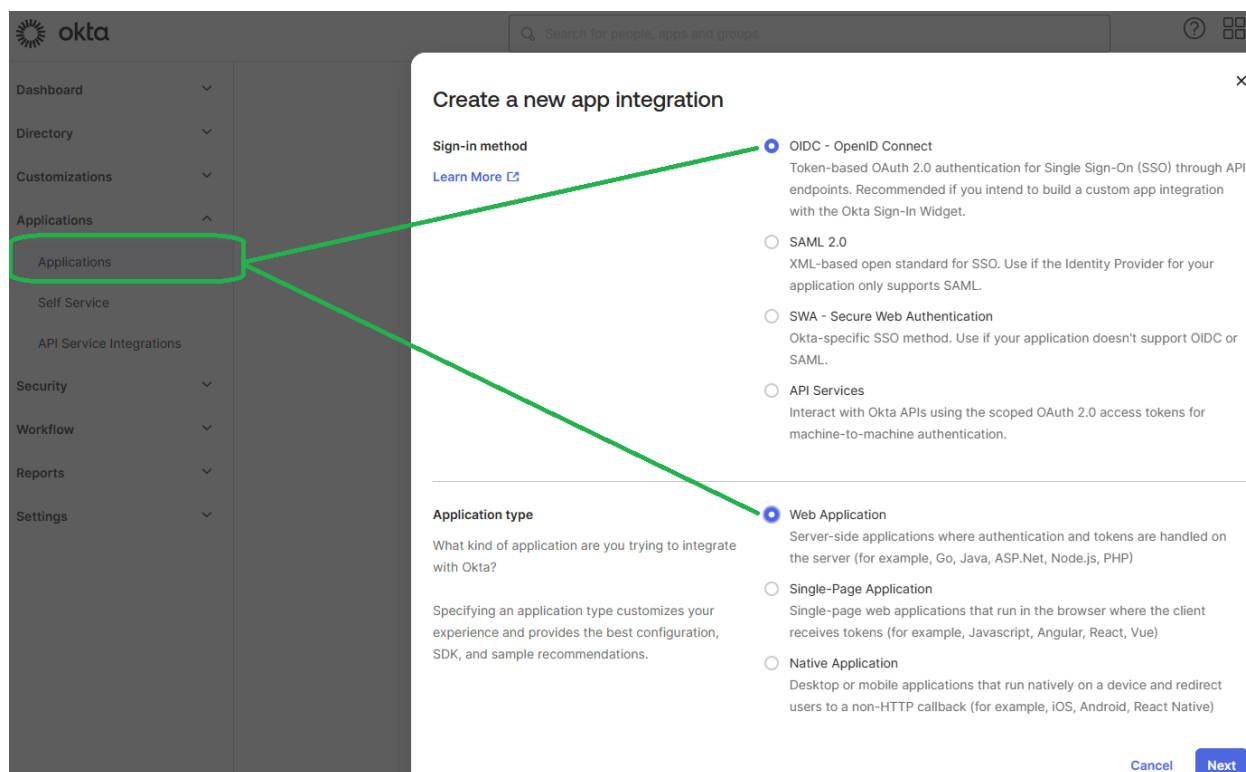 okta
Search for people, apps and groups
Dashboard
Directory
Customizations
Applications
Applications
Self Service
API Service Integrations
Security
Workflow
Reports
Settings
Create a new app integration
Sign-in method
Learn More
OIDC - OpenID Connect
Token-based OAuth 2.0 authentication for Single Sign-On (SSO) through API
endpoints. Recommended if you intend to build a custom app integration
with the Okta Sign-In Widget.
SAML 2.0
XML-based open standard for SSO. Use if the Identity Provider for your
application only supports SAML.
SWA - Secure Web Authentication
Okta-specific SSO method. Use if your application doesn't support OIDC or
SAML.
API Services
Interact with Okta APIs using the scoped OAuth 2.0 access tokens for
machine-to-machine authentication.
Application type
What kind of application are you trying to integrate
with Okta?
Specifying an application type customizes your
experience and provides the best configuration,
SDK, and sample recommendations.
Web Application
Server-side applications where authentication and tokens are handled on
the server (for example, Go, Java, ASP.Net, Node.js, PHP)
Single-Page Application
Single-page web applications that run in the browser where the client
receives tokens (for example, Javascript, Angular, React, Vue)
Native Application
Desktop or mobile applications that run natively on a device and redirect
users to a non-HTTP callback (for example, iOS, Android, React Native)
Cancel
Next